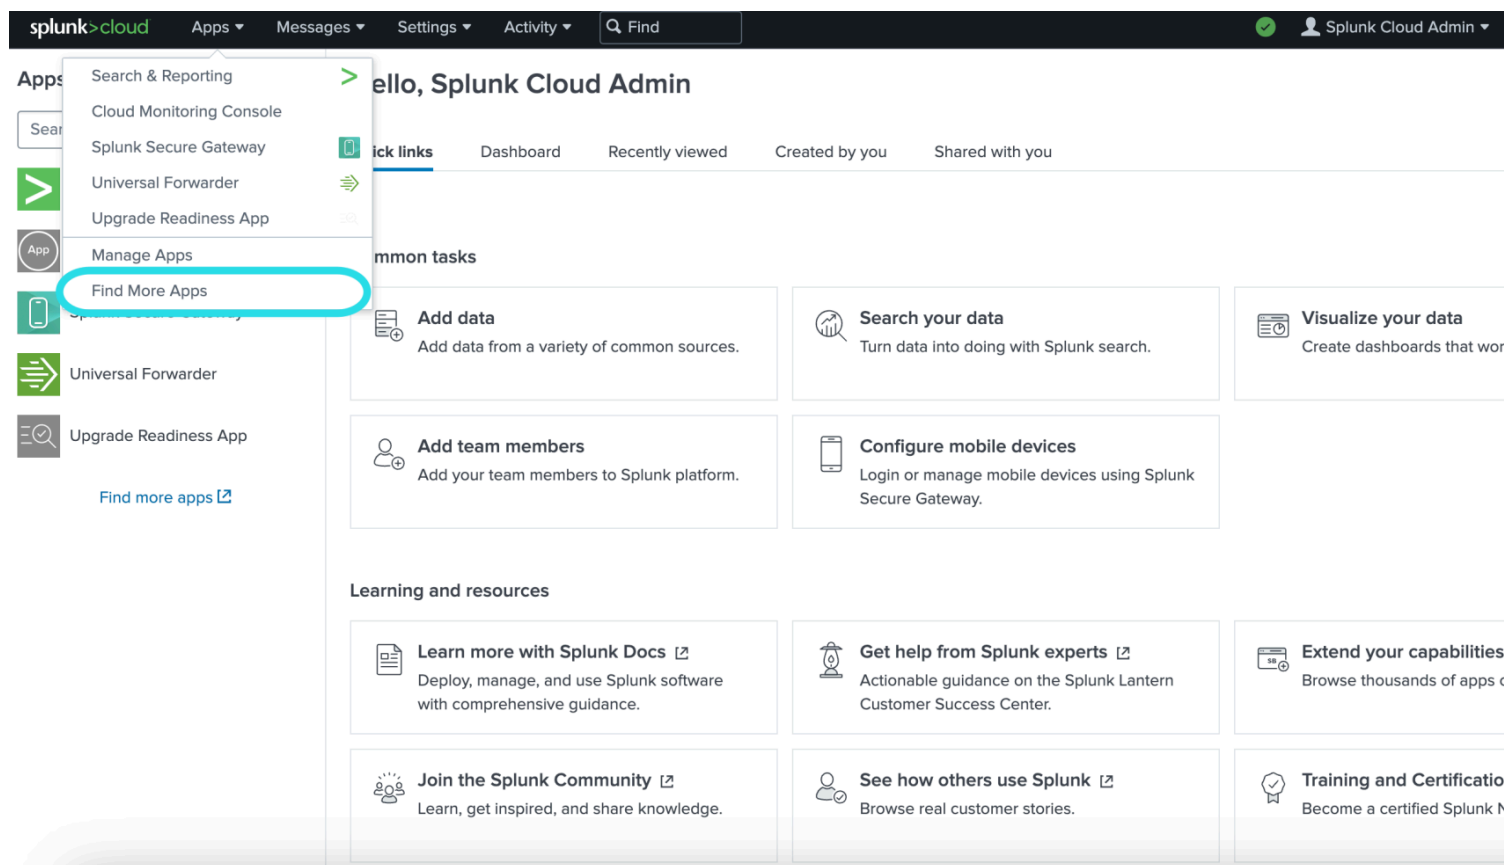 splunk>cloud Apps Messages Settings Activity Find Splunk Cloud Admin
Apps
Search & Reporting
Cloud Monitoring Console
Splunk Secure Gateway
Universal Forwarder
Upgrade Readiness App
Manage Apps
Find More Apps
App
Universal Forwarder
Upgrade Readiness App
Find more apps
ello, Splunk Cloud Admin
ick links Dashboard Recently viewed Created by you Shared with you
mmon tasks
Add data
Add data from a variety of common sources.
Search your data
Turn data into doing with Splunk search.
Visualize your data
Create dashboards that wor
Add team members
Add your team members to Splunk platform.
Configure mobile devices
Login or manage mobile devices using Splunk
Secure Gateway.
Learning and resources
Learn more with Splunk Docs
Deploy, manage, and use Splunk software
with comprehensive guidance.
Get help from Splunk experts
Actionable guidance on the Splunk Lantern
Customer Success Center.
SB
Extend your capabilities
Browse thousands of apps
Join the Splunk Community
Learn, get inspired, and share knowledge.
See how others use Splunk
Browse real customer stories.
Training and Certificatio
Become a certified Splunk N